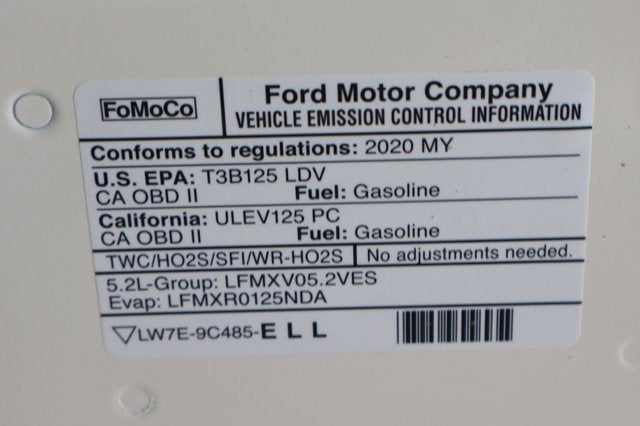 FoMoCo
Ford Motor Company
VEHICLE EMISSION CONTROL INFORMATION
Conforms to regulations: 2020 MY
U.S. EPA: T3B125 LDV
CA OBD II Fuel: Gasoline
California: ULEV125 PC
CA OBD II Fuel: Gasoline
TWC/HO2S/SFI/WR-HO2S No adjustments needed.
5.2L-Group: LFMXV05.2VES
Evap: LFMXR0125NDA
LW7E-9C485-E L L